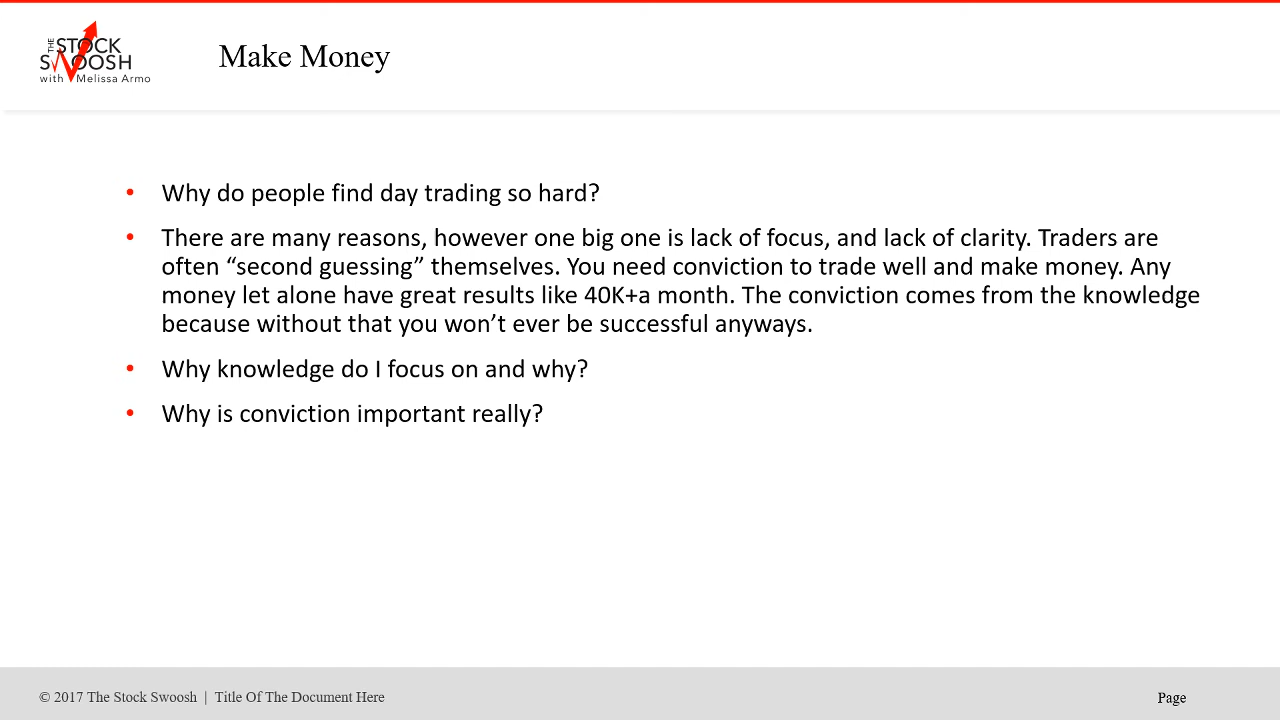 THE
STOCK
SWOOSH
with Melissa Armo
Make Money
• Why do people find day trading so hard?
• There are many reasons, however one big one is lack of focus, and lack of clarity. Traders are
often “second guessing” themselves. You need conviction to trade well and make money. Any
money let alone have great results like 40K+a month. The conviction comes from the knowledge
because without that you won’t ever be successful anyways.
• Why knowledge do I focus on and why?
• Why is conviction important really?
© 2017 The Stock Swoosh | Title Of The Document Here
Page